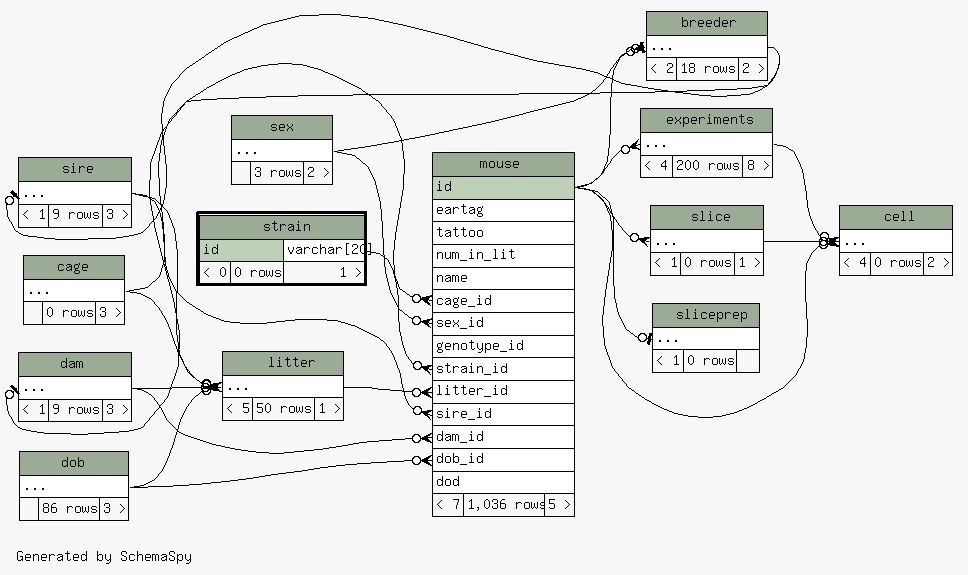 breeder
...
< 2 18 rows 2 >
experiments
...
< 4 200 rows 8 >
sex
...
3 rows 2 >
mouse
id
eartag
tattoo
num_in_lit
name
cage_id
sex_id
genotype_id
strain_id
litter_id
sire_id
dam_id
dob_id
dod
< 7 1,036 rows 5 >
sire
...
< 1 9 rows 3 >
strain
id varchar[20]
< 0 0 rows 1 >
slice
...
< 1 0 rows 1 >
cell
...
< 4 0 rows 2 >
cage
...
0 rows 3 >
sliceprep
...
< 1 0 rows
dam
...
< 1 9 rows 3 >
litter
...
< 5 50 rows 1 >
dob
...
86 rows 3 >
Generated by SchemaSpy